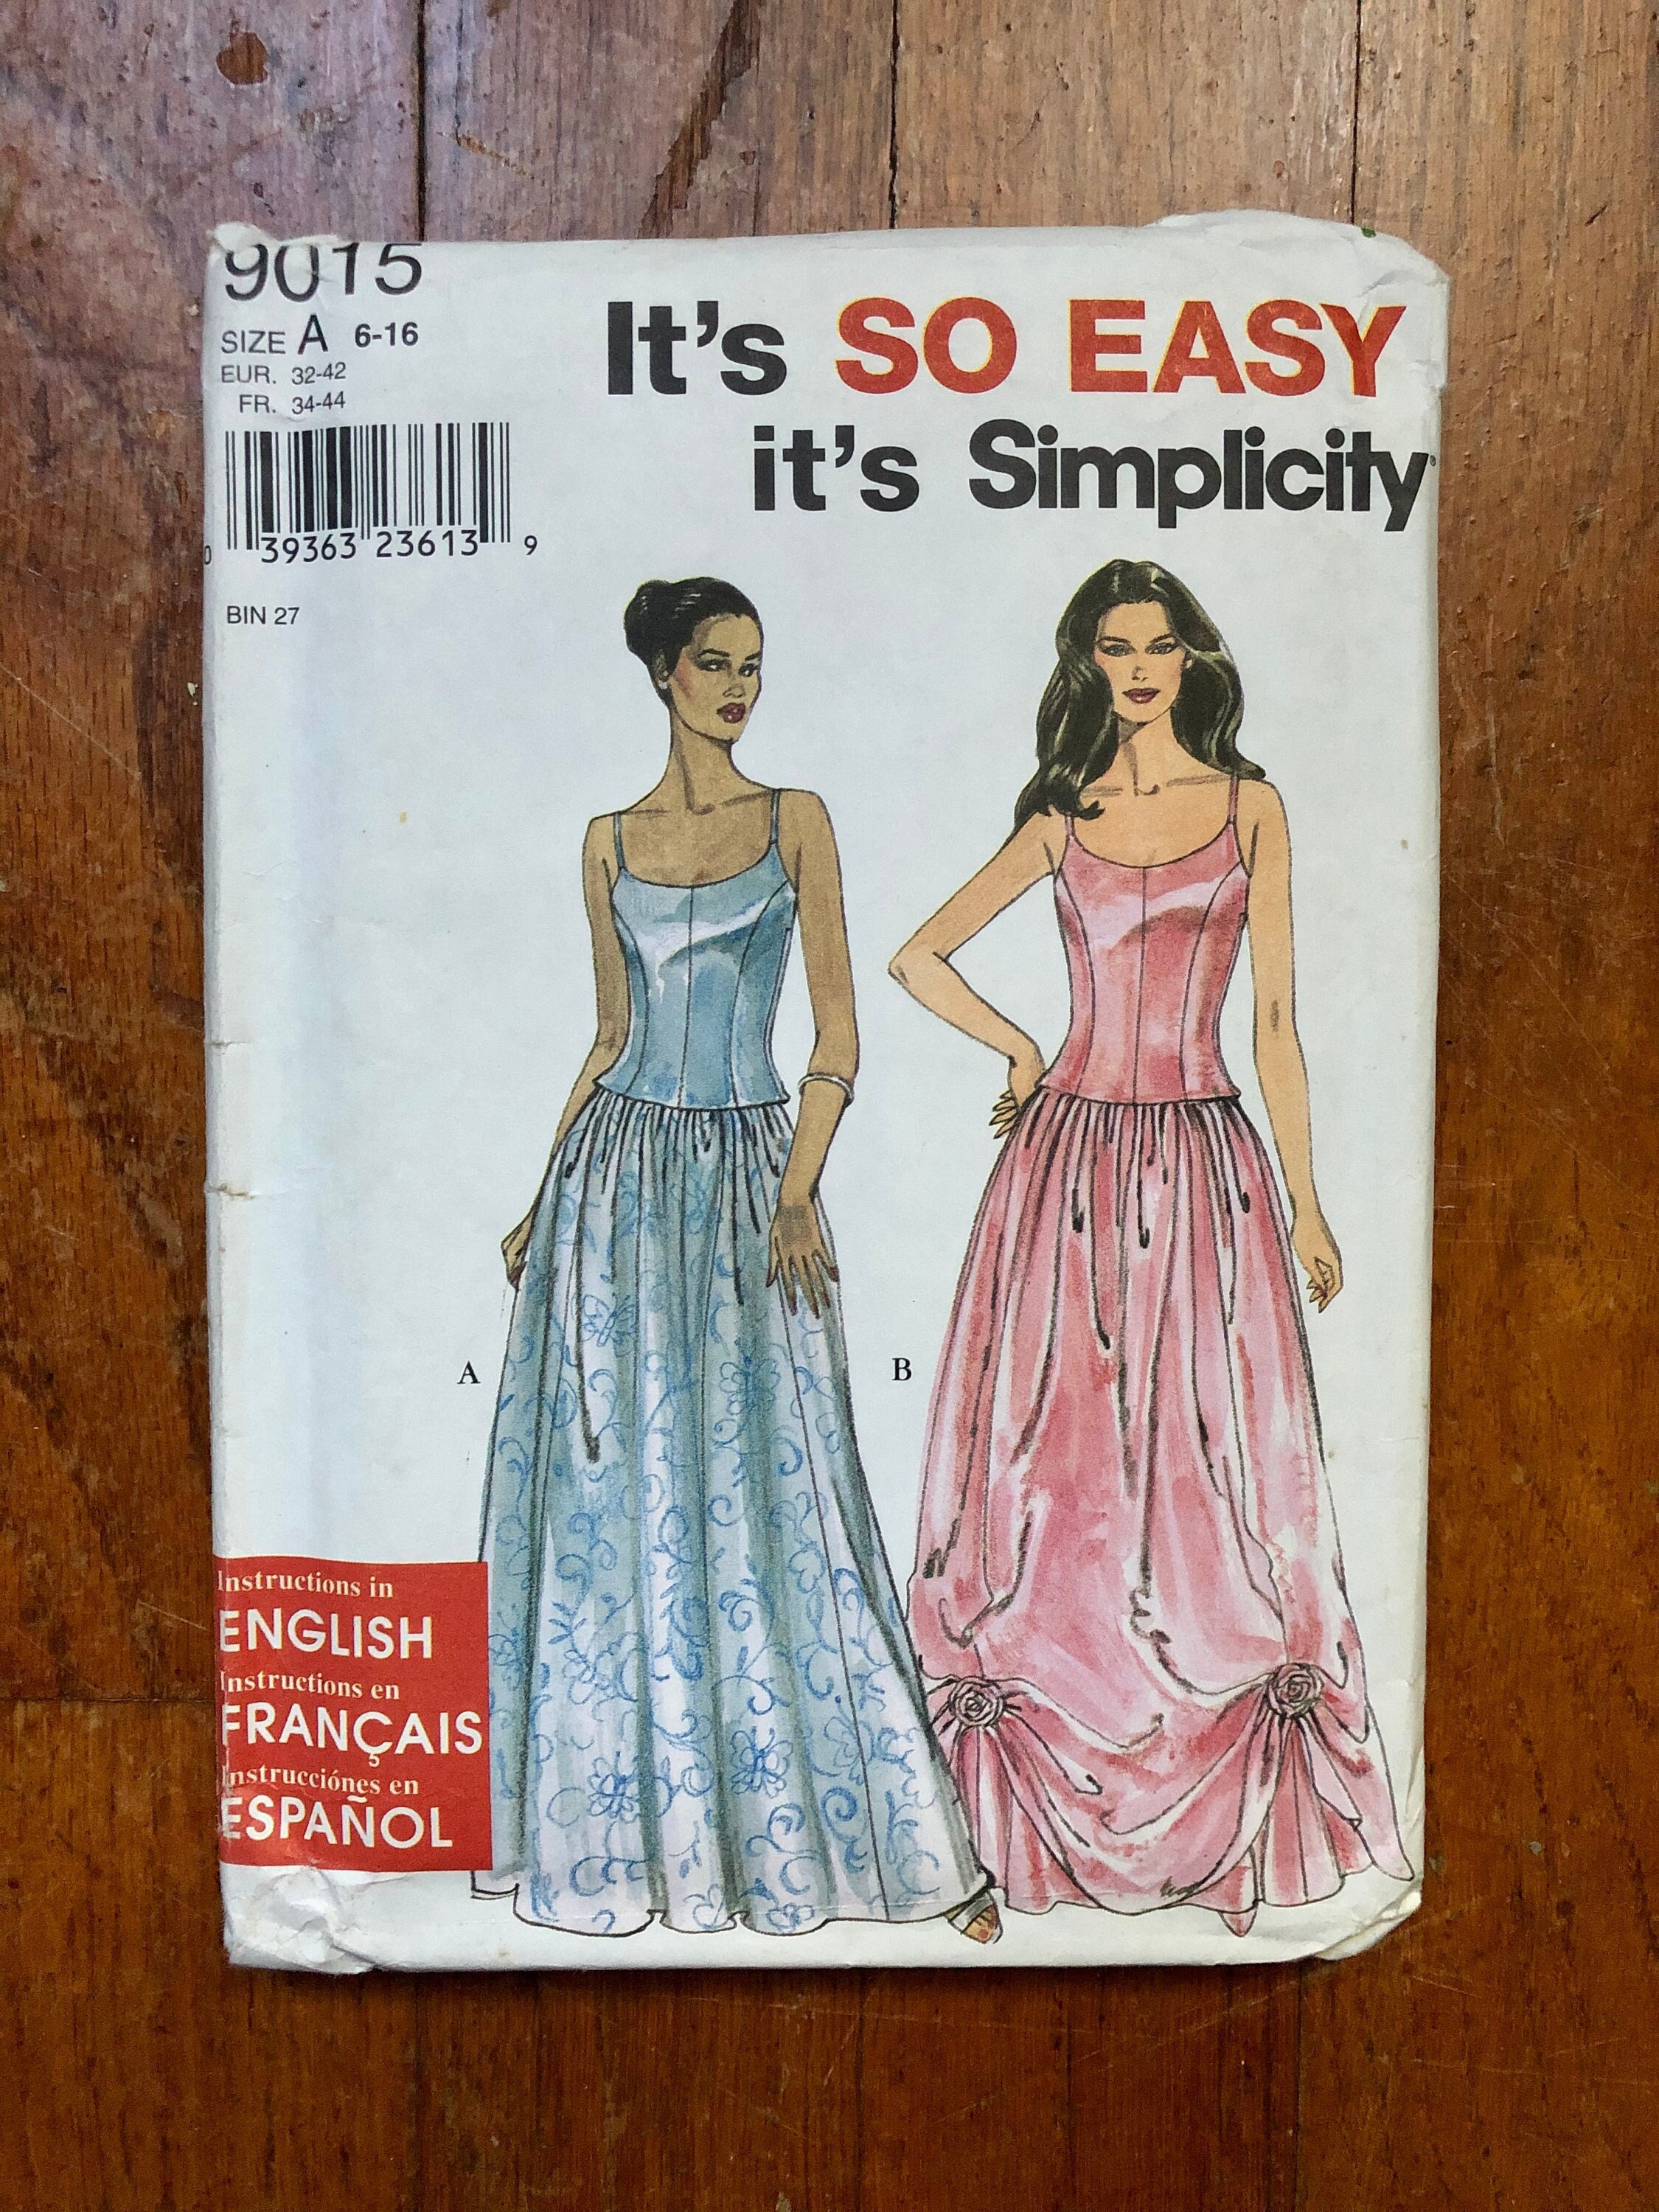 9015
SIZE A 6-16
EUR. 32-42
FR. 34-44
0 39363 23613 9
BIN 27
It's SO EASY
it's Simplicity®
A
B
Instructions in
ENGLISH
Instructions en
FRANÇAIS
Instrucciónes en
ESPAÑOL